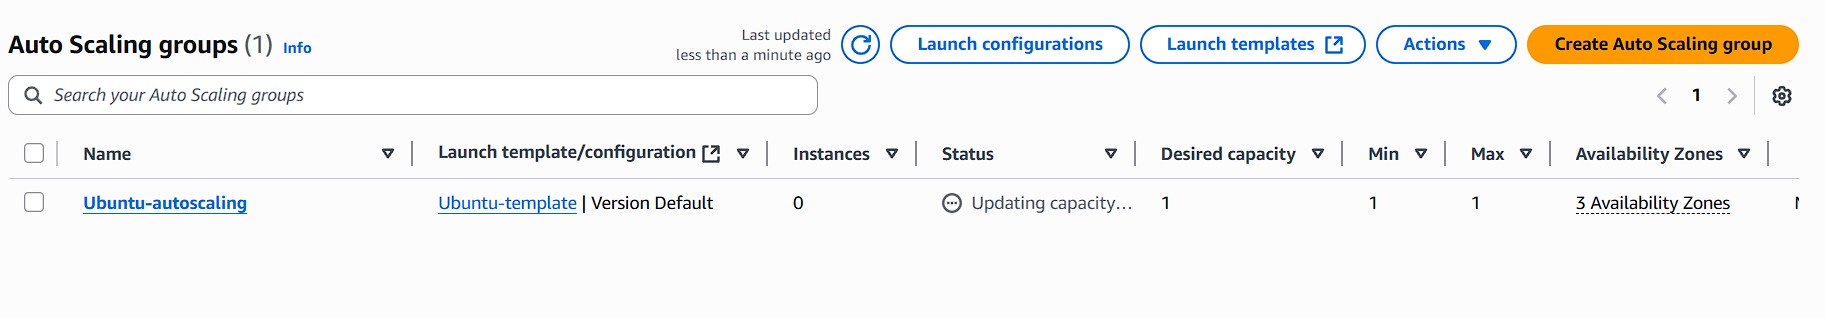 Auto Scaling groups (1) Info
Last updated
less than a minute ago
Launch configurations
Launch templates
Actions
Create Auto Scaling group
Search your Auto Scaling groups
1
Name Launch template/configuration Instances Status Desired capacity Min Max Availability Zones
Ubuntu-autoscaling Ubuntu-template | Version Default 0 Updating capacity... 1 1 1 3 Availability Zones